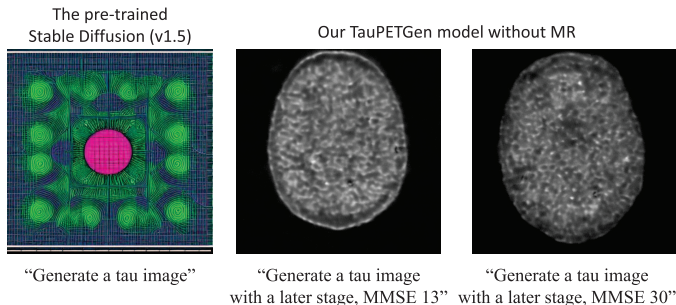 The pre-trained
Stable Diffusion (v1.5)
Our TauPETGen model without MR
“Generate a tau image”
“Generate a tau image
with a later stage, MMSE 13”
“Generate a tau image
with a later stage, MMSE 30”